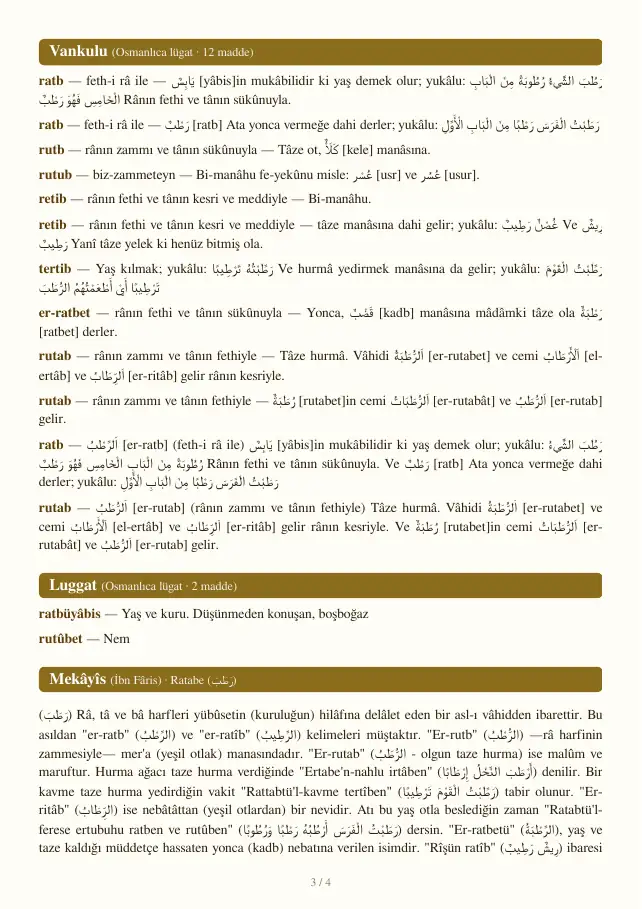 Vankulu (Osmanlıca lügat · 12 madde)
ratb — feth-i râ ile — يَابِسْ [yâbis]in mukâbilidir ki yaş demek olur; yukâlu: رَطُبَ الشَّيْءُ رُطُوبَةً مِنَ الْبَابِ
الْخَامِسِ فَهُوَ رَطْبٌ Rânın fethi ve tânın sükûnuyla.
ratb — feth-i râ ile — رَطْبٌ [ratb] Ata yonca vermeğe dahi derler; yukâlu: رَطَبْتُ الْفَرَسَ رَطْبًا مِنَ الْبَابِ الْأَوَّلِ
rutb — rânın zammı ve tânın sükûnuyla — Tâze ot, كَلَأٌ [kele] manâsına.
rutub — biz-zammeteyn — Bi-manâhu fe-yekûnu misle: عُسْر [usr] ve عُسُر [usur].
retib — rânın fethi ve tânın kesri ve meddiyle — Bi-manâhu.
retib — rânın fethi ve tânın kesri ve meddiyle — tâze manâsına dahi gelir; yukâlu: غُصْنٌ رَطِيبٌ Ve رِيشٌ
رَطِيبٌ Yanî tâze yelek ki henüz bitmiş ola.
tertib — Yaş kılmak; yukâlu: رَطَّبْتُهُ تَرْطِيبًا Ve hurmâ yedirmek manâsına da gelir; yukâlu: رَطَّبْتُ الْقَوْمَ
تَرْطِيبًا أَيْ أَطْعَمْتُهُمُ الرُّطَبَ
er-ratbet — rânın fethi ve tânın sükûnuyla — Yonca, قَضْبٌ [kadb] manâsına mâdâmki tâze ola رَطْبَةٌ
[ratbet] derler.
rutab — rânın zammı ve tânın fethiyle — Tâze hurmâ. Vâhidi اَلرُّطَبَةُ [er-rutabet] ve cemi اَلْأَرْطَابُ [el-
ertâb] ve اَلرِّطَابُ [er-ritâb] gelir rânın kesriyle.
rutab — rânın zammı ve tânın fethiyle — رُطَبَةٌ [rutabet]in cemi اَلرُّطَبَاتُ [er-rutabât] ve اَلرُّطَبُ [er-rutab]
gelir.
ratb — اَلرَّطْبُ [er-ratb] (feth-i râ ile) يَابِسْ [yâbis]in mukâbilidir ki yaş demek olur; yukâlu: رَطُبَ الشَّيْءُ
رُطُوبَةً مِنَ الْبَابِ الْخَامِسِ فَهُوَ رَطْبٌ Rânın fethi ve tânın sükûnuyla. Ve رَطْبٌ [ratb] Ata yonca vermeğe dahi
derler; yukâlu: رَطَبْتُ الْفَرَسَ رَطْبًا مِنَ الْبَابِ الْأَوَّلِ
rutab — اَلرُّطَبُ [er-rutab] (rânın zammı ve tânın fethiyle) Tâze hurmâ. Vâhidi اَلرُّطَبَةُ [er-rutabet] ve
cemi اَلْأَرْطَابُ [el-ertâb] ve اَلرِّطَابُ [er-ritâb] gelir rânın kesriyle. Ve رُطَبَةٌ [rutabet]in cemi اَلرُّطَبَاتُ [er-
rutabât] ve اَلرُّطَبُ [er-rutab] gelir.
Luggat (Osmanlıca lügat · 2 madde)
ratbüyâbis — Yaş ve kuru. Düşünmeden konuşan, boşboğaz
rutûbet — Nem
Mekâyîs (İbn Fâris) · Ratabe (رَطَبَ)
(رَطَبَ) Râ, tâ ve bâ harfleri yübûsetin (kuruluğun) hilâfına delâlet eden bir asl-ı vâhidden ibarettir. Bu
asıldan "er-ratb" (الرَّطْبُ) ve "er-ratîb" (الرَّطِيبُ) kelimeleri müştaktır. "Er-rutb" (الرُّطْبُ) —râ harfinin
zammesiyle— mer'a (yeşil otlak) manasındadır. "Er-rutab" (الرُّطَبُ - olgun taze hurma) ise malûm ve
maruftur. Hurma ağacı taze hurma verdiğinde "Ertabe'n-nahlu irtâben" (أَرْطَبَ النَّخْلُ إِرْطَابًا) denilir. Bir
kavme taze hurma yedirdiğin vakit "Rattabtü'l-kavme tertîben" (رَطَّبْتُ الْقَوْمَ تَرْطِيبًا) tabir olunur. "Er-
ritâb" (الرِّطَابُ) ise nebâtâttan (yeşil otlardan) bir nevidir. Atı bu yaş otla beslediğin zaman "Ratabtü'l-
ferese ertubuhu ratben ve rutûben" (رَطَبْتُ الْفَرَسَ أَرْطُبُهُ رَطْبًا وَرُطُوبًا) dersin. "Er-ratbetü" (الرَّطْبَةُ), yaş ve
taze kaldığı müddetçe hassaten yonca (kadb) nebatına verilen isimdir. "Rîşün ratîb" (رِيشٌ رَطِيبٌ) ibaresi
3 / 4